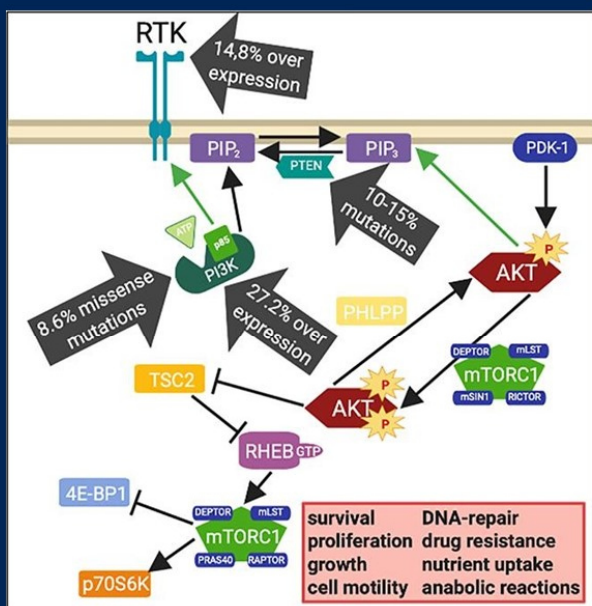 RTK
14,8% over
expression
PIP₂
PIP₃
PTEN
PDK-1
10-15%
mutations
P
AKT
ATP
p85
PI3K
8.6% missense
mutations
27.2% over
expression
PHLPP
DEPTOR
mLST
mTORC1
mSIN1
RICTOR
TSC2
P
AKT
P
RHEB
GTP
4E-BP1
DEPTOR
mLST
mTORC1
PRAS40
RAPTOR
p70S6K
survival DNA-repair
proliferation drug resistance
growth nutrient uptake
cell motility anabolic reactions